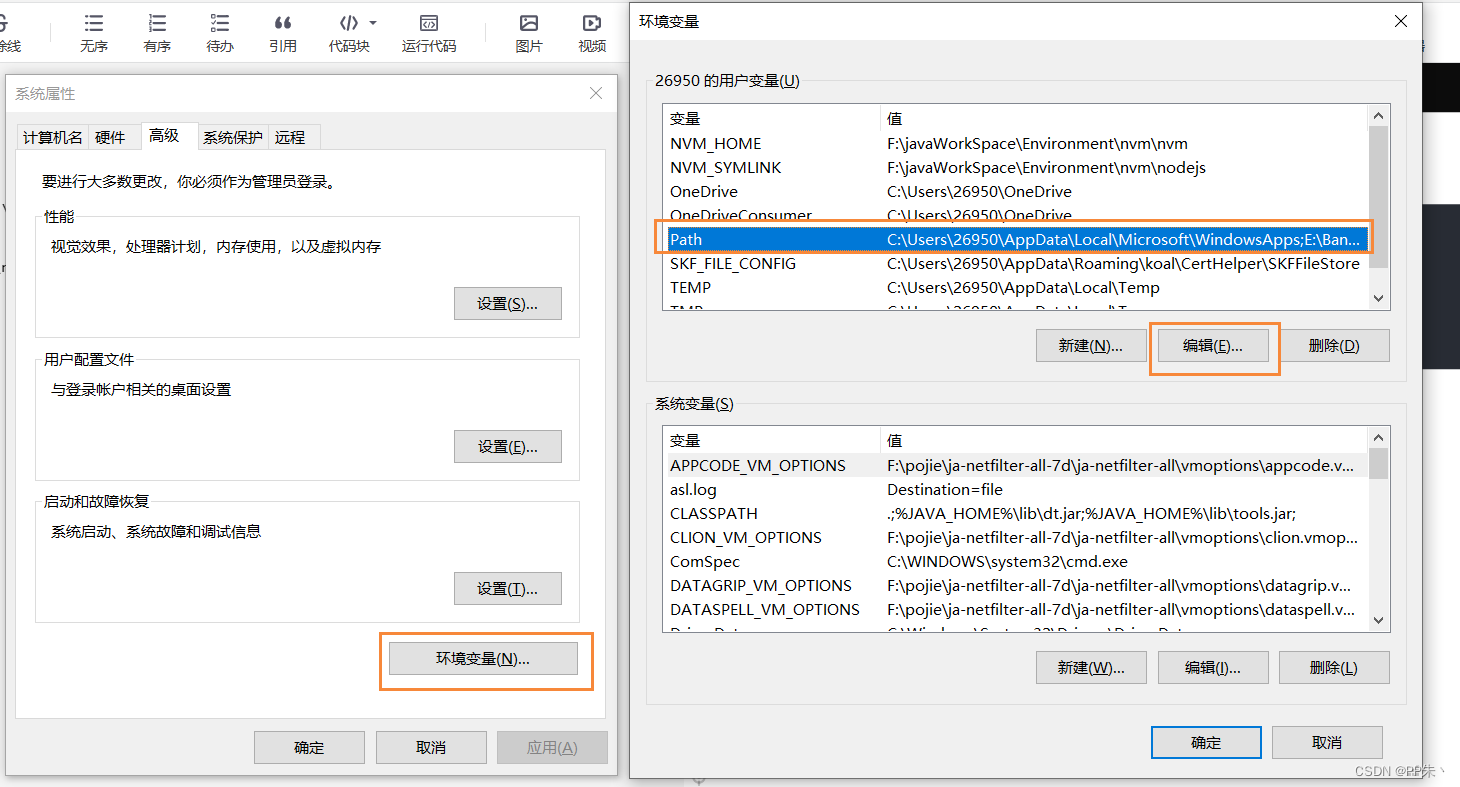 无序
有序
待办
引用
代码块
运行代码
图片
视频
系统属性
计算机名
硬件
高级
系统保护
远程
要进行大多数更改，你必须作为管理员登录。
性能
视觉效果，处理器计划，内存使用，以及虚拟内存
设置(S)...
用户配置文件
与登录帐户相关的桌面设置
设置(E)...
启动和故障恢复
系统启动、系统故障和调试信息
设置(T)...
环境变量(N)...
确定
取消
应用(A)
环境变量
26950 的用户变量(U)
变量 值
NVM_HOME F:\javaWorkSpace\Environment\nvm\nvm
NVM_SYMLINK F:\javaWorkSpace\Environment\nvm\nodejs
OneDrive C:\Users\26950\OneDrive
OneDriveConsumer C:\Users\26950\OneDrive
Path C:\Users\26950\AppData\Local\Microsoft\WindowsApps;E:\Ban...
SKF_FILE_CONFIG C:\Users\26950\AppData\Roaming\koal\CertHelper\SKFFileStore
TEMP C:\Users\26950\AppData\Local\Temp
新建(N)...
编辑(E)...
删除(D)
系统变量(S)
变量 值
APPCODE_VM_OPTIONS F:\pojie\ja-netfilter-all-7d\ja-netfilter-all\vmoptions\appcode.v...
asl.log Destination=file
CLASSPATH .;%JAVA_HOME%\lib\dt.jar;%JAVA_HOME%\lib\tools.jar;
CLION_VM_OPTIONS F:\pojie\ja-netfilter-all-7d\ja-netfilter-all\vmoptions\clion.vmop...
ComSpec C:\WINDOWS\system32\cmd.exe
DATAGRIP_VM_OPTIONS F:\pojie\ja-netfilter-all-7d\ja-netfilter-all\vmoptions\datagrip.v...
DATASPELL_VM_OPTIONS F:\pojie\ja-netfilter-all-7d\ja-netfilter-all\vmoptions\dataspell.v...
新建(W)...
编辑(I)...
删除(L)
确定
取消
CSDN @PP朱丶